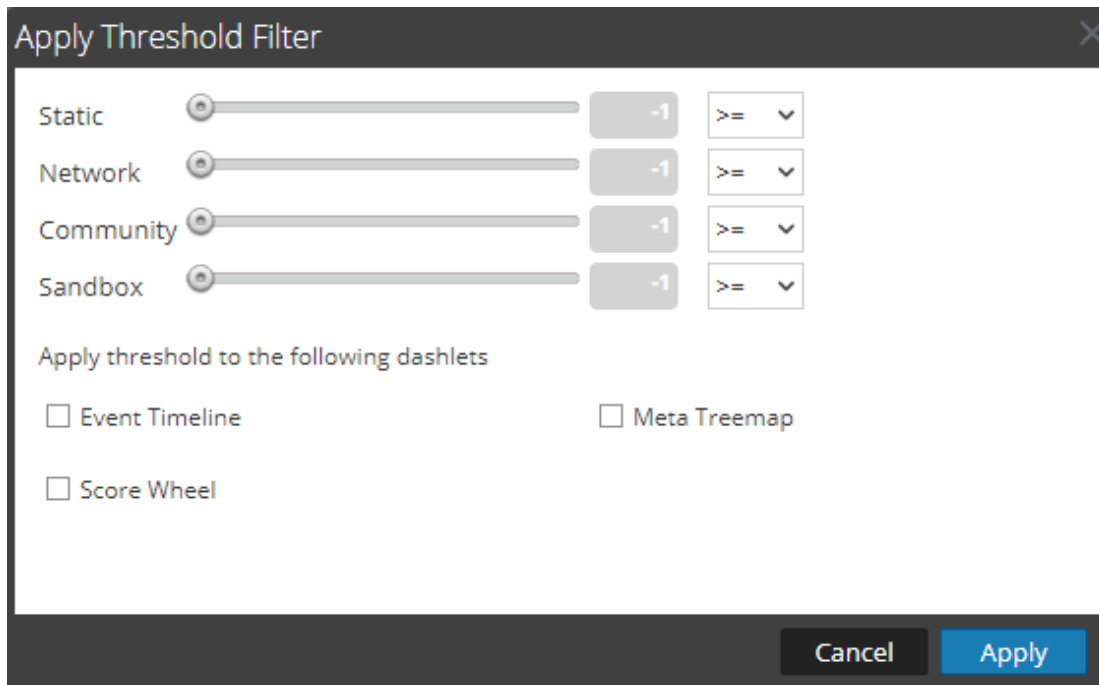 Apply Threshold Filter
Static -1 >=
Network -1 >=
Community -1 >=
Sandbox -1 >=
Apply threshold to the following dashlets
Event Timeline Meta Treemap
Score Wheel
Cancel Apply